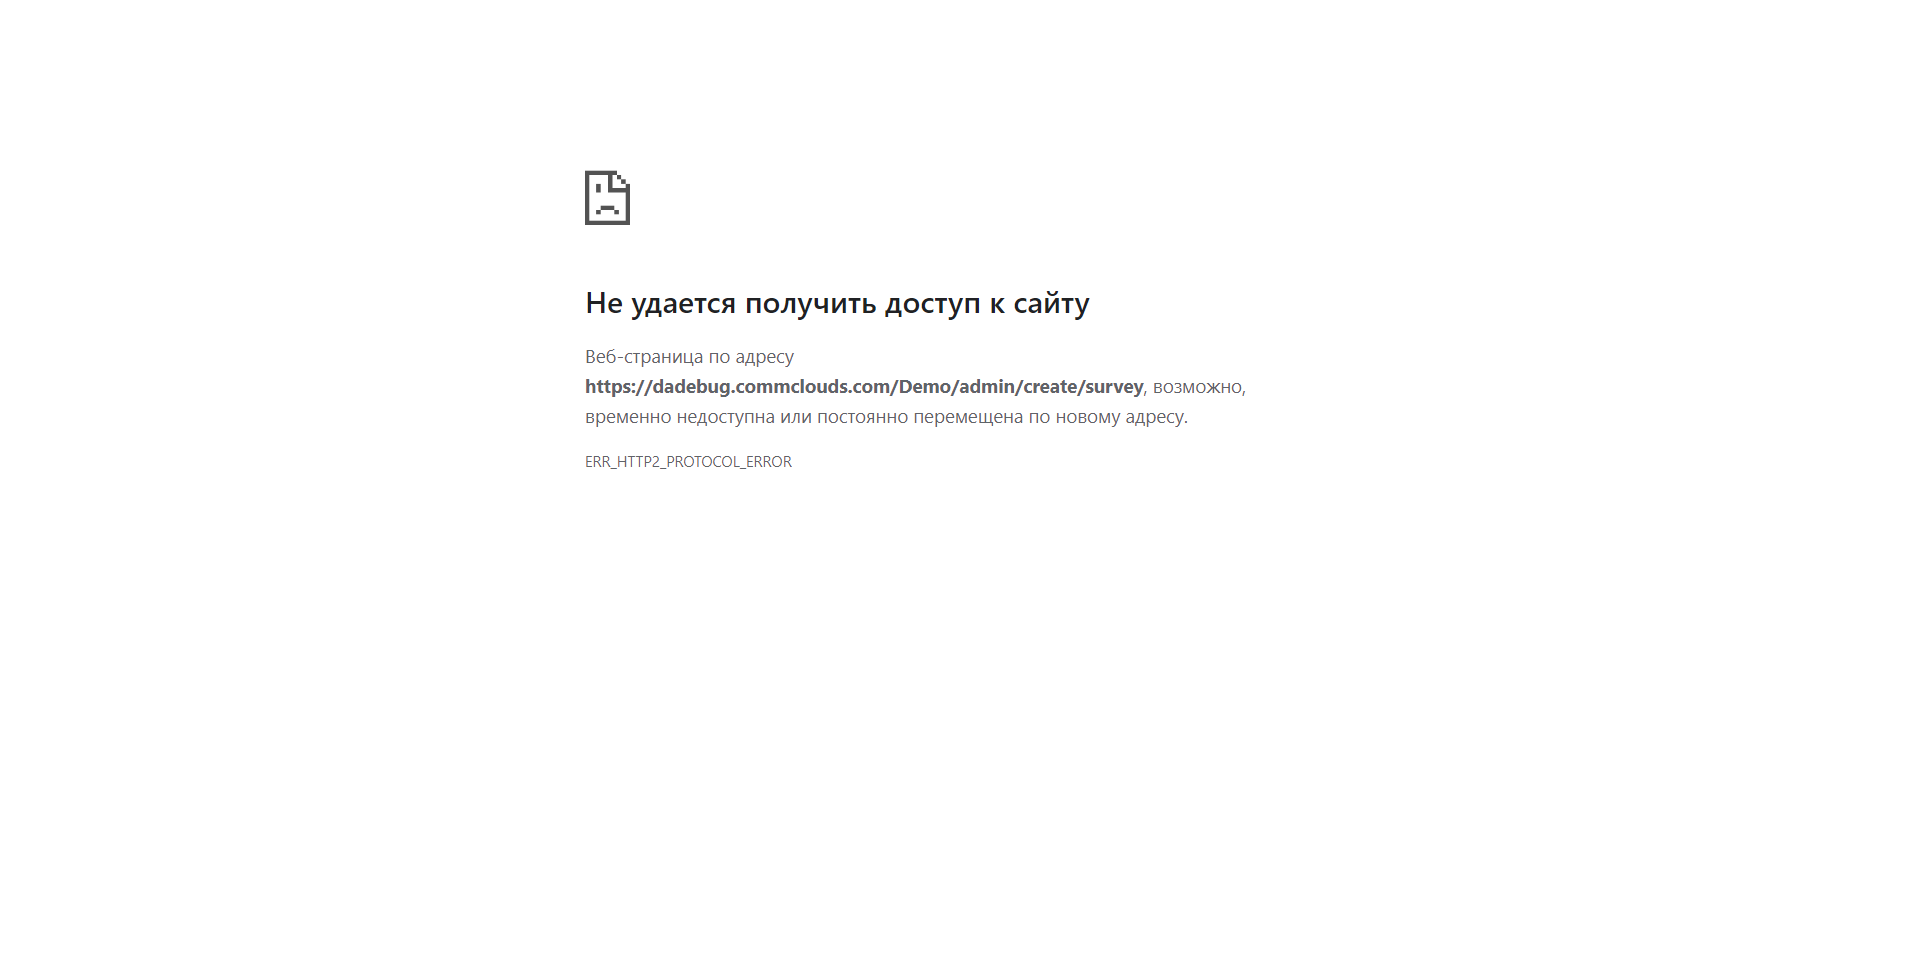 Не удается получить доступ к сайту
Веб-страница по адресу
https://dadebug.commclouds.com/Demo/admin/create/survey, возможно,
временно недоступна или постоянно перемещена по новому адресу.
ERR_HTTP2_PROTOCOL_ERROR